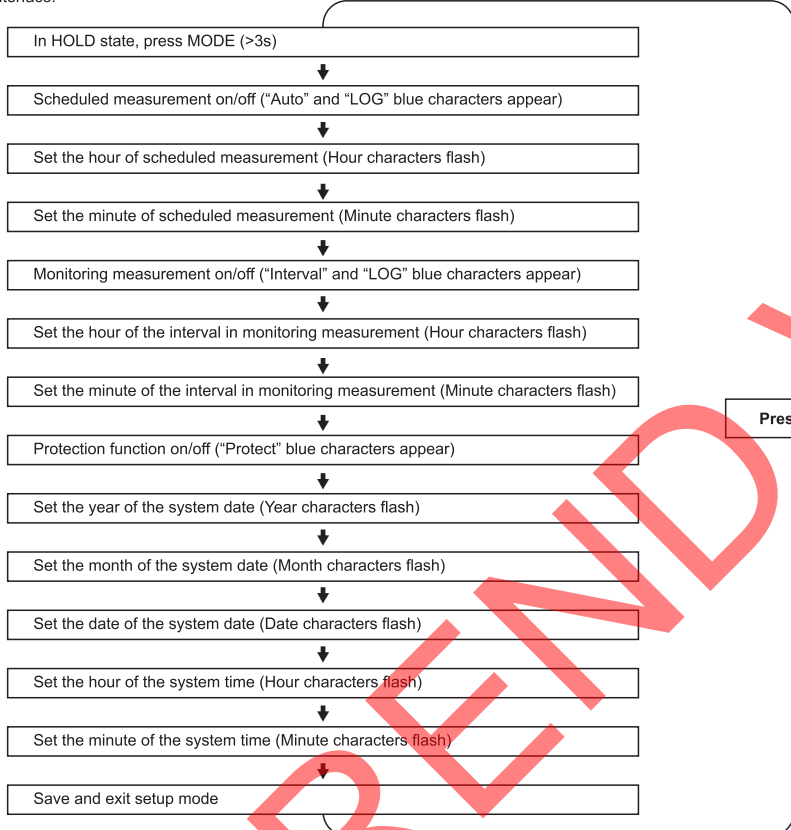 In HOLD state, press MODE (>3s)
Scheduled measurement on/off (“Auto” and “LOG” blue characters appear)
Set the hour of scheduled measurement (Hour characters flash)
Set the minute of scheduled measurement (Minute characters flash)
Monitoring measurement on/off (“Interval” and “LOG” blue characters appear)
Set the hour of the interval in monitoring measurement (Hour characters flash)
Set the minute of the interval in monitoring measurement (Minute characters flash)
Pres
Protection function on/off (“Protect” blue characters appear)
Set the year of the system date (Year characters flash)
Set the month of the system date (Month characters flash)
Set the date of the system date (Date characters flash)
Set the hour of the system time (Hour characters flash)
Set the minute of the system time (Minute characters flash)
Save and exit setup mode
REND